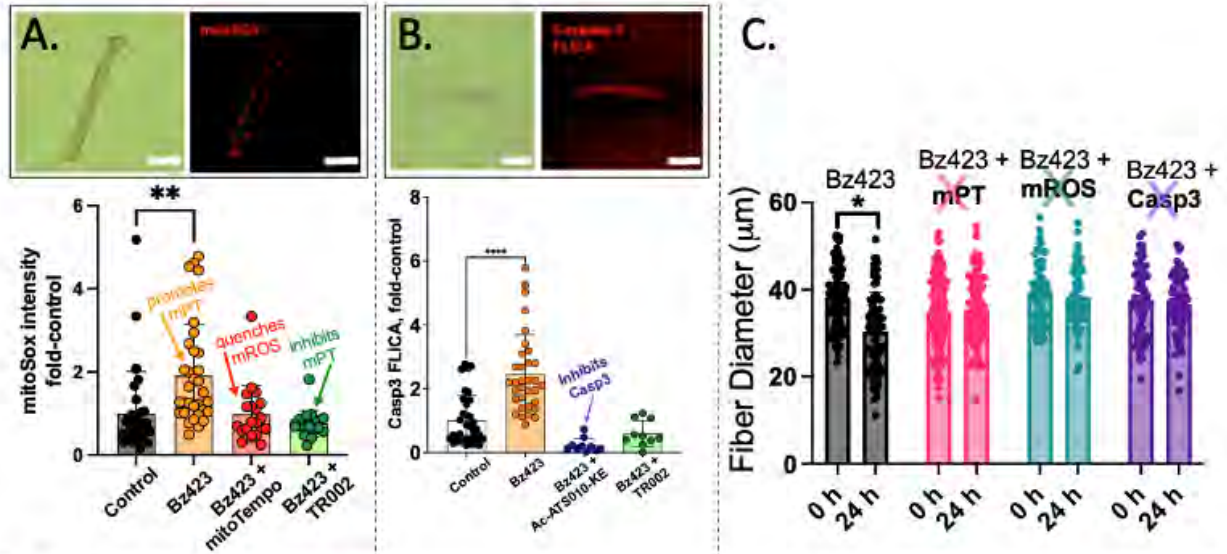 A.
mitoSOX
**
mitoSox intensity
fold-control
6
4
2
0
promotes
mPT
quenches
mROS
inhibits
mPT
Control
Bz423
Bz423 +
mitoTempo
Bz423 +
TR002
B.
FLICA
****
Casp3 FLICA, fold-control
8
6
4
2
0
Inhibits
Casp3
Control
Bz423
Bz423 +
Ac-ATS010-KE
Bz423 +
TR002
C.
Fiber Diameter (μm)
60
40
20
0
Bz423
*
Bz423 +
mPT
Bz423 +
mROS
Bz423 +
Casp3
0 h
24 h
0 h
24 h
0 h
24 h
0 h
24 h